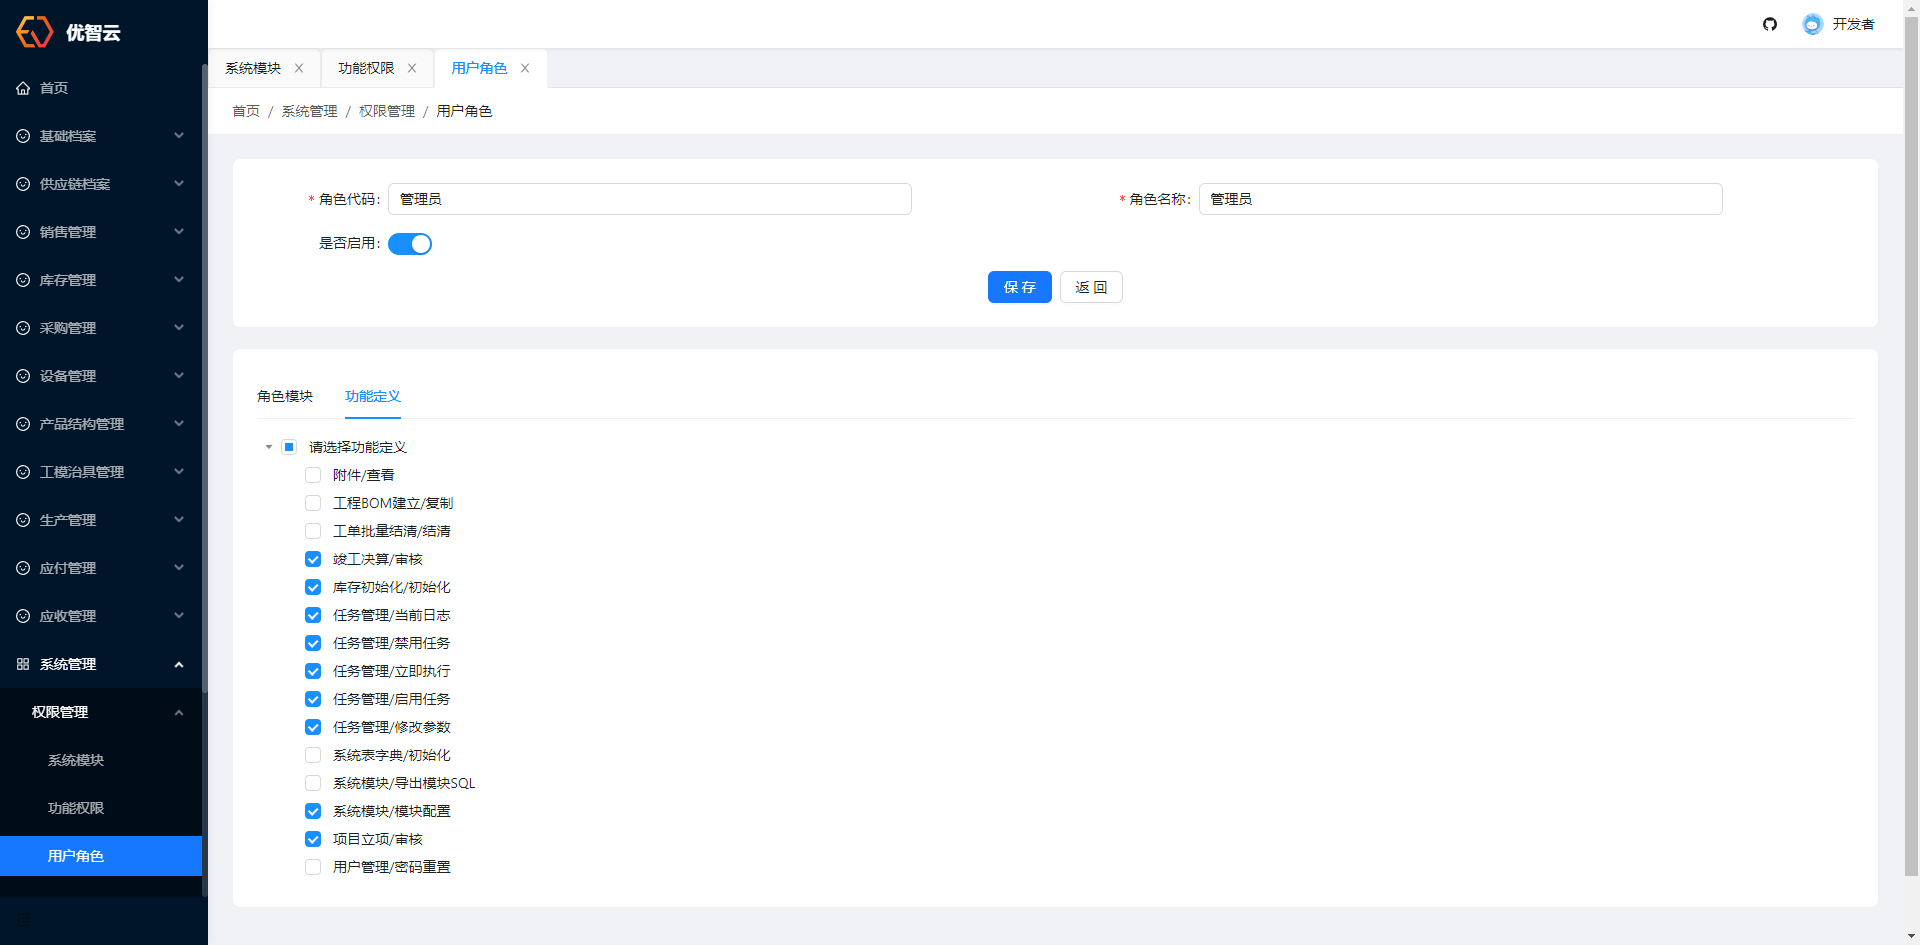 优智云
开发者
首页
基础档案
供应链档案
销售管理
库存管理
采购管理
设备管理
产品结构管理
工模治具管理
生产管理
应付管理
应收管理
系统管理
权限管理
系统模块
功能权限
用户角色
系统模块 功能权限 用户角色
首页 / 系统管理 / 权限管理 / 用户角色
* 角色代码: 管理员 * 角色名称: 管理员
是否启用:
保 存 返 回
角色模块 功能定义
请选择功能定义
附件/查看
工程BOM建立/复制
工单批量结清/结清
竣工决算/审核
库存初始化/初始化
任务管理/当前日志
任务管理/禁用任务
任务管理/立即执行
任务管理/启用任务
任务管理/修改参数
系统表字典/初始化
系统模块/导出模块SQL
系统模块/模块配置
项目立项/审核
用户管理/密码重置